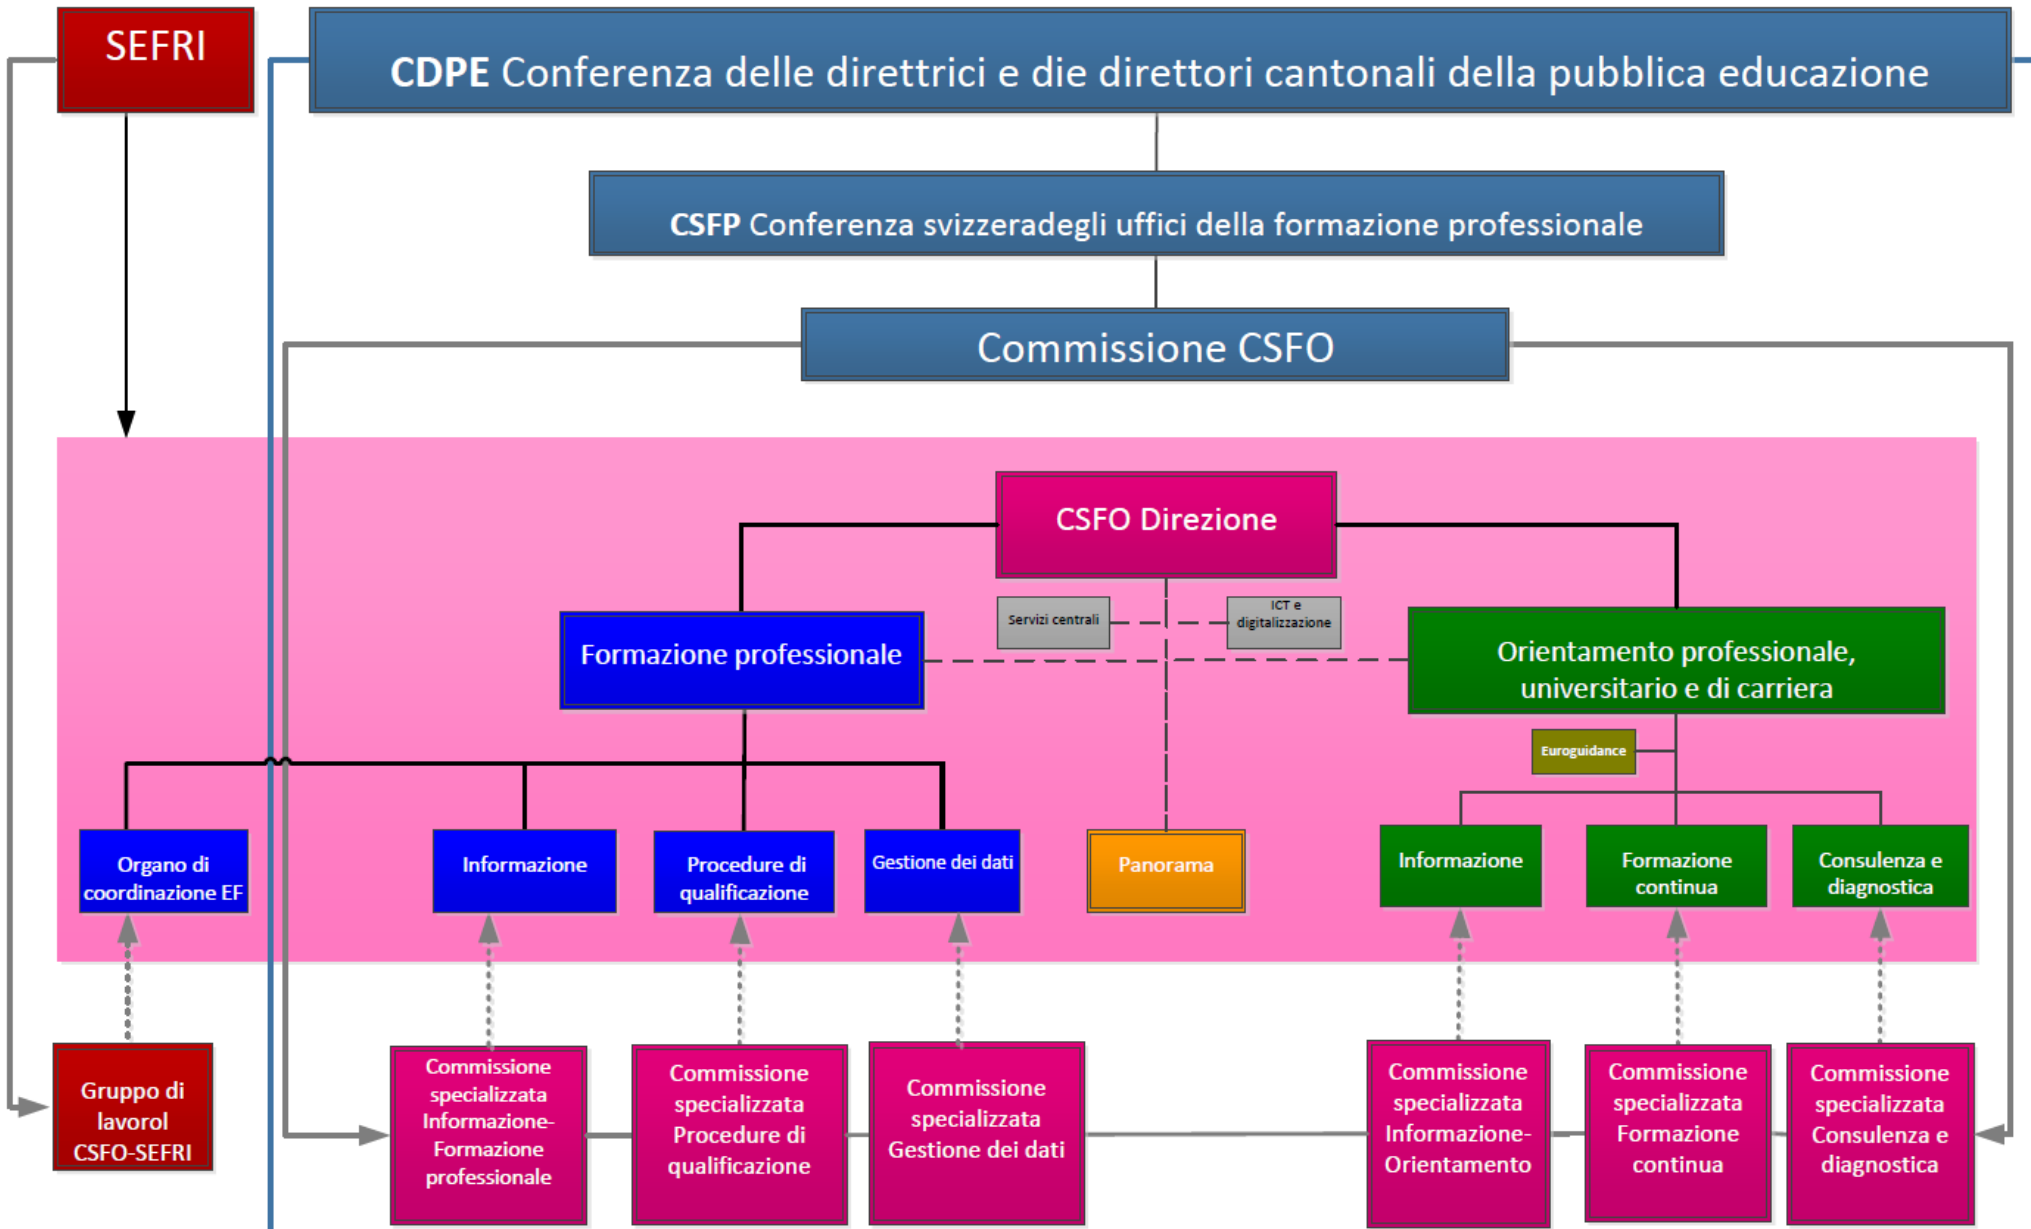 SEFRI
CDPE Conferenza delle direttrici e die direttori cantonali della pubblica educazione
CSFP Conferenza svizzeradegli uffici della formazione professionale
Commissione CSFO
CSFO Direzione
Servizi centrali
ICT e
digitalizzazione
Formazione professionale
Orientamento professionale,
universitario e di carriera
Euroguidance
Organo di
coordinazione EF
Informazione
Procedure di
qualificazione
Gestione dei dati
Panorama
Informazione
Formazione
continua
Consulenza e
diagnostica
Gruppo di
lavorol
CSFO-SEFRI
Commissione
specializzata
Informazione-
Formazione
professionale
Commissione
specializzata
Procedure di
qualificazione
Commissione
specializzata
Gestione dei dati
Commissione
specializzata
Informazione-
Orientamento
Commissione
specializzata
Formazione
continua
Commissione
specializzata
Consulenza e
diagnostica